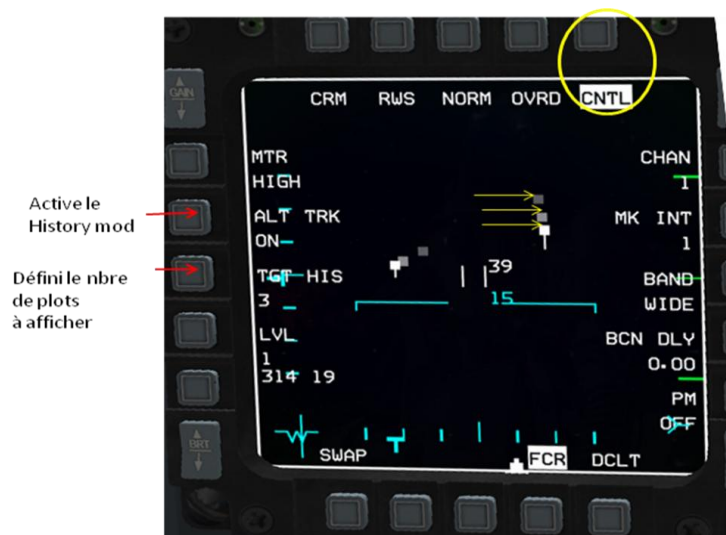 CRM RWS NORM OVRD CNTL
GAIN
MTR
HIGH
CHAN
1
Active le
History mod
ALT TRK
ON
MK INT
1
39
Défini le nbre
de plots
à afficher
TGT HIS
3
15
BAND
WIDE
LVL
1
BCN DLY
0.00
314 19
PM
OFF
BRT
SWAP FCR DCLT